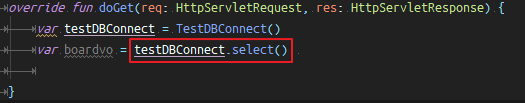 override fun doGet(req: HttpServletRequest, res: HttpServletResponse) {
var testDBConnect = TestDBConnect()
var boardvo = testDBConnect.select()
}